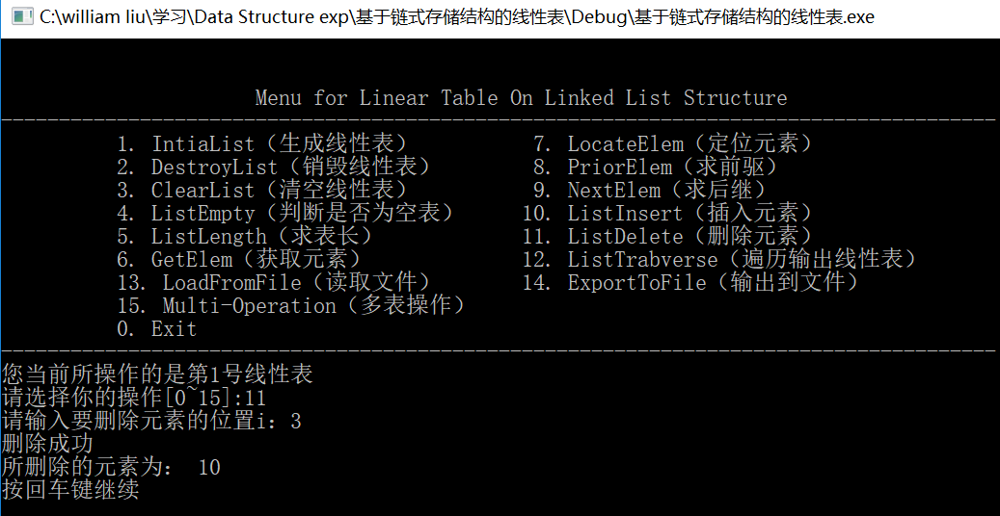 C:\william liu\学习\Data Structure exp\基于链式存储结构的线性表\Debug\基于链式存储结构的线性表.exe
Menu for Linear Table On Linked List Structure
1. IntiaList（生成线性表） 7. LocateElem（定位元素）
2. DestroyList（销毁线性表） 8. PriorElem（求前驱）
3. ClearList（清空线性表） 9. NextElem（求后继）
4. ListEmpty（判断是否为空表） 10. ListInsert（插入元素）
5. ListLength（求表长） 11. ListDelete（删除元素）
6. GetElem（获取元素） 12. ListTrabverse（遍历输出线性表）
13. LoadFromFile（读取文件） 14. ExportToFile（输出到文件）
15. Multi-Operation（多表操作）
0. Exit
您当前所操作的是第1号线性表
请选择你的操作[0~15]:11
请输入要删除元素的位置i：3
删除成功
所删除的元素为： 10
按回车键继续